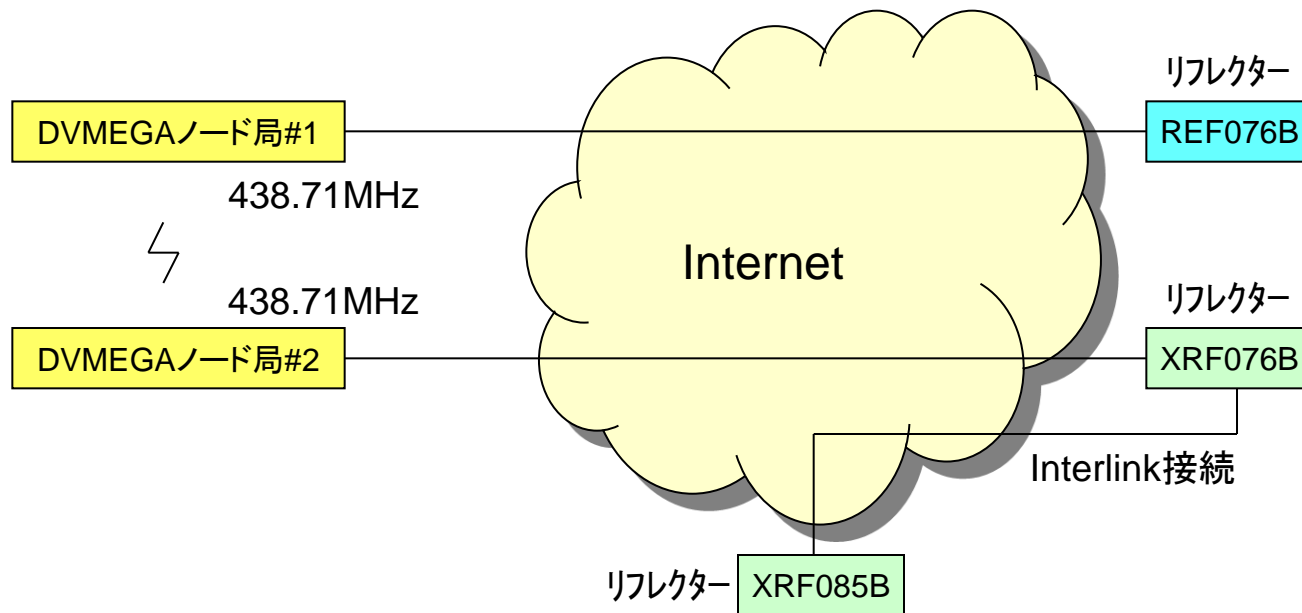 リフレクター
DVMEGAノード局#1
REF076B
438.71MHz
Internet
438.71MHz
リフレクター
DVMEGAノード局#2
XRF076B
Interlink接続
リフレクター
XRF085B